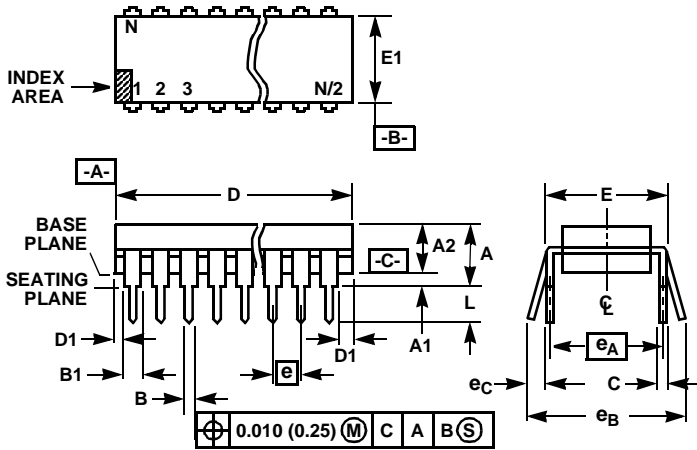 N
E1
INDEX
AREA
1 2 3 N/2
-B-
-A-
D
E
BASE
PLANE
A2
A
-C-
SEATING
PLANE
L
C L
D1
A1
D1
e
eA
B1
eC
C
B
eB
0.010 (0.25) M C A B S